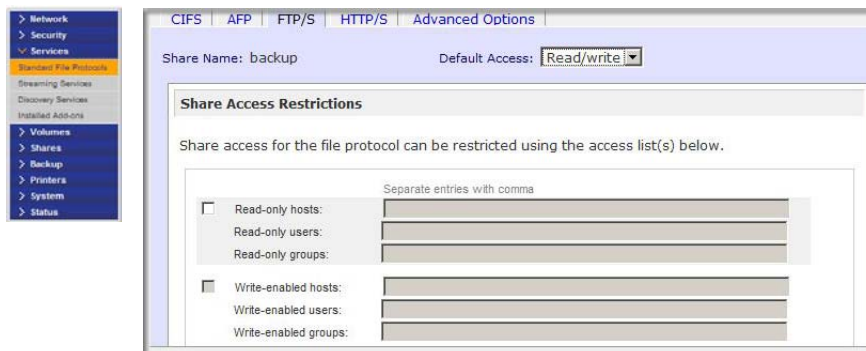 > Network
> Security
Services
Standard File Protocols
Streaming Services
Discovery Services
Installed Add-ons
> Volumes
> Shares
> Backup
> Printers
> System
> Status
CIFS | AFP | FTP/S | HTTP/S | Advanced Options |
Share Name: backup Default Access: Read/write
Share Access Restrictions
Share access for the file protocol can be restricted using the access list(s) below.
Separate entries with comma
Read-only hosts:
Read-only users:
Read-only groups:
Write-enabled hosts:
Write-enabled users:
Write-enabled groups: